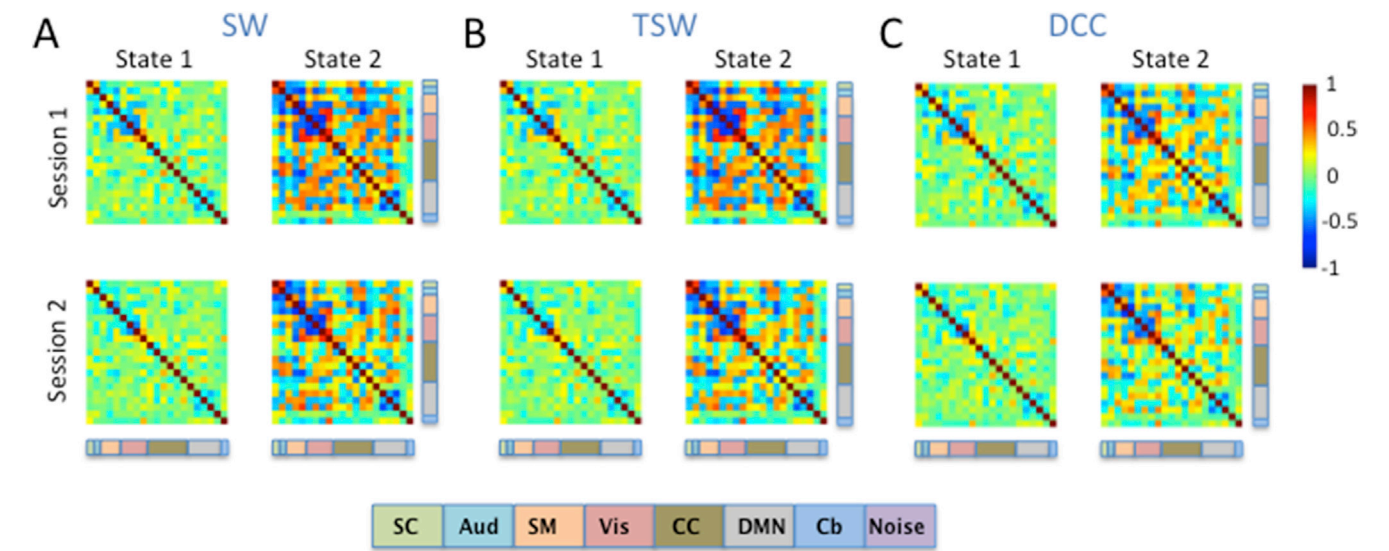 A SW B TSW C DCC
State 1 State 2 State 1 State 2 State 1 State 2
Session 1
1
0.5
0
-0.5
-1
Session 2
SC Aud SM Vis CC DMN Cb Noise